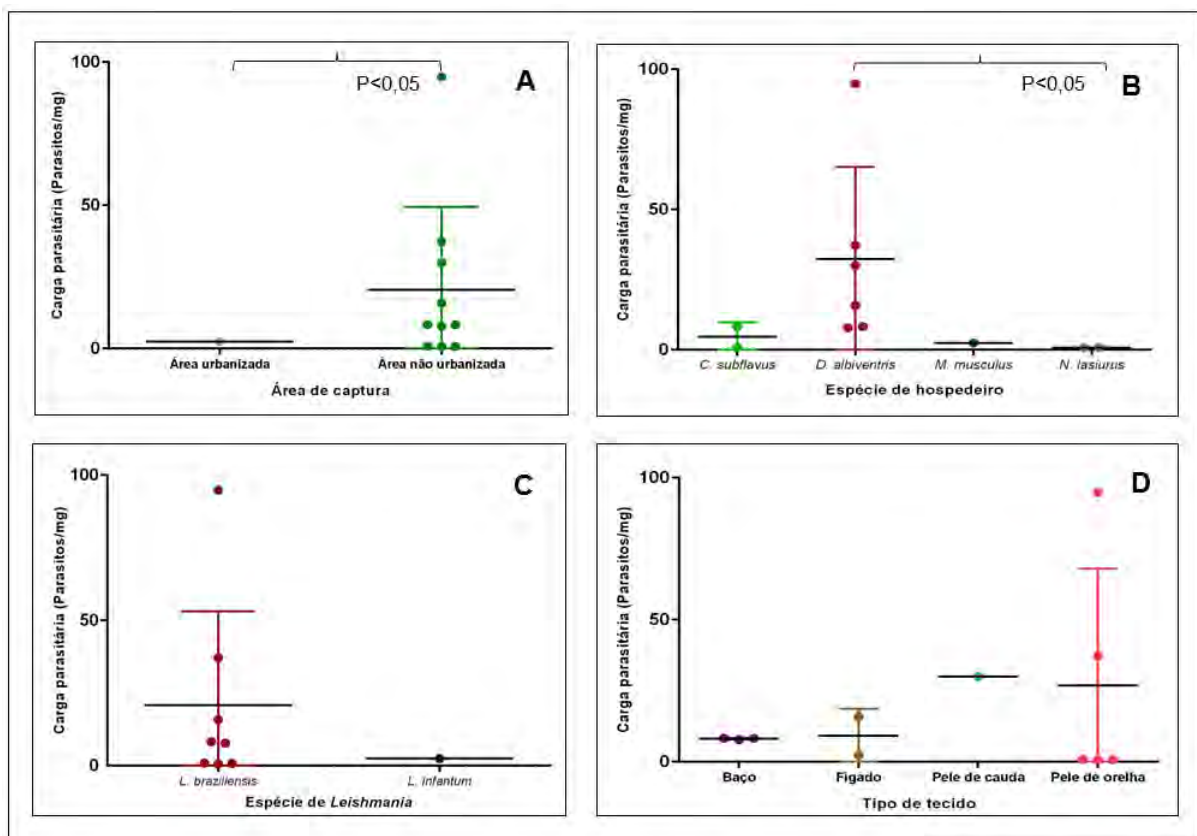 A
P<0,05
Carga parasitária (Parasitos/mg)
100
50
0
Área urbanizada
Área não urbanizada
Área de captura
B
P<0,05
Carga parasitária (Parasitos/mg)
100
50
0
C. subflavus
D. albiventris
M. musculus
N. lasiurus
Espécie de hospedeiro
C
Carga parasitária (Parasitos/mg)
100
50
0
L. braziliensis
L. infantum
Espécie de Leishmania
D
Carga parasitária (Parasitos/mg)
100
50
0
Baço
Fígado
Pele de cauda
Pele de orelha
Tipo de tecido